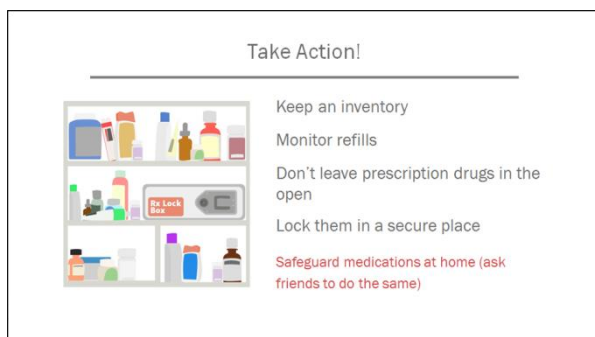 Take Action!
Keep an inventory
Monitor refills
Don't leave prescription drugs in the
open
Rx Lock
Box
Lock them in a secure place
Safeguard medications at home (ask
friends to do the same)